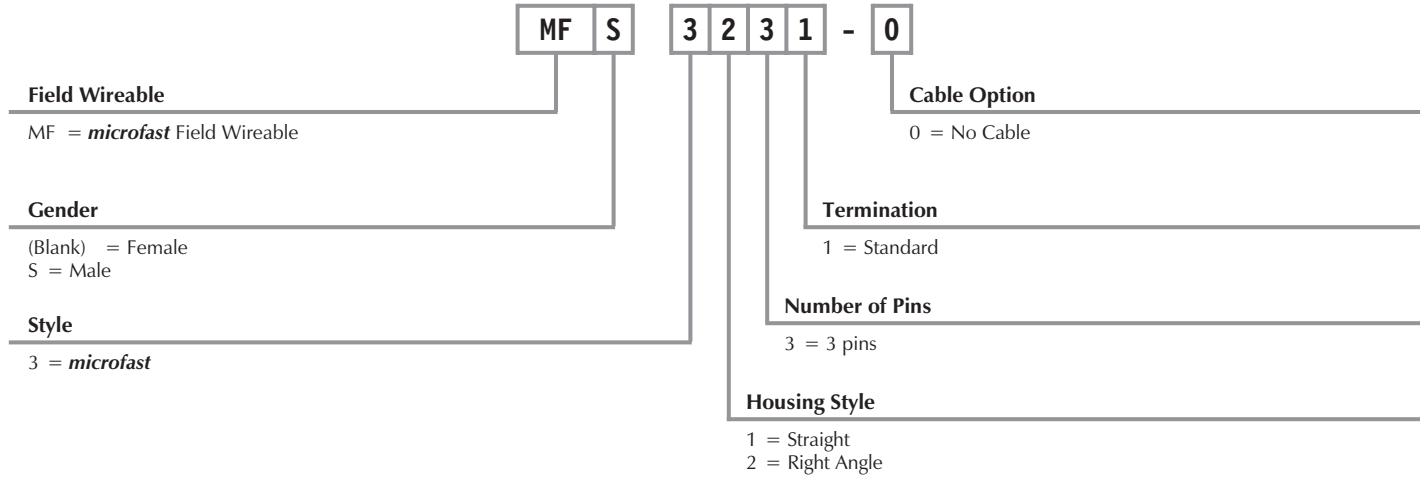 MF S 3 2 3 1 - 0
Field Wireable
MF = microfast Field Wireable
Gender
(Blank) = Female
S = Male
Style
3 = microfast
Cable Option
0 = No Cable
Termination
1 = Standard
Number of Pins
3 = 3 pins
Housing Style
1 = Straight
2 = Right Angle